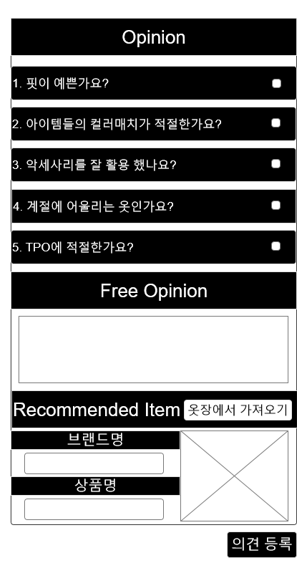 Opinion
1. 핏이 예쁜가요?
2. 아이템들의 컬러매치가 적절한가요?
3. 악세사리를 잘 활용 했나요?
4. 계절에 어울리는 옷인가요?
5. TPO에 적절한가요?
Free Opinion
Recommended Item 옷장에서 가져오기
브랜드명
상품명
의견 등록